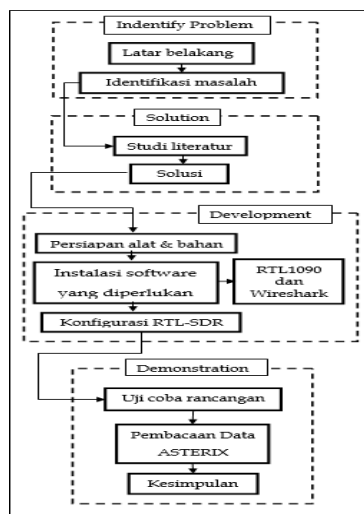 Indentify Problem
Latar belakang
Identifikasi masalah
Solution
Studi literatur
Solusi
Development
Persiapan alat & bahan
Instalasi software
yang diperlukan
RTL1090
dan
Wireshark
Konfigurasi RTL-SDR
Demonstration
Uji coba rancangan
Pembacaan Data
ASTERIX
Kesimpulan